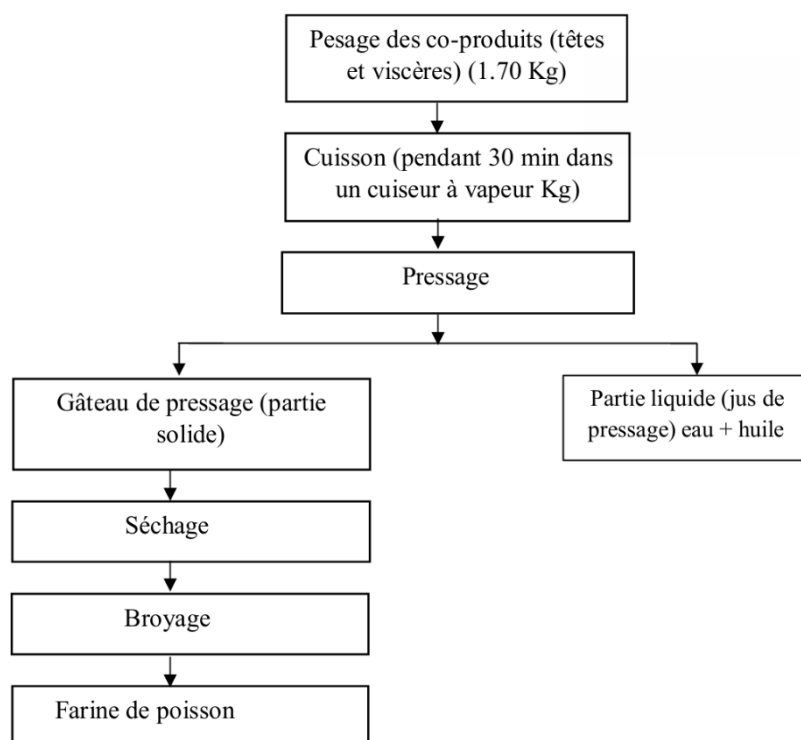 Pesage des co-produits (têtes
et viscères) (1.70 Kg)
Cuisson (pendant 30 min dans
un cuiseur à vapeur Kg)
Pressage
Gâteau de pressage (partie
solide)
Partie liquide (jus de
pressage) eau + huile
Séchage
Broyage
Farine de poisson